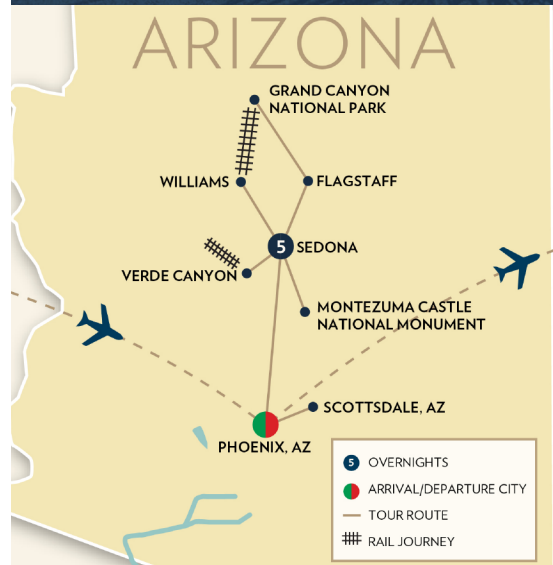 ARIZONA
GRAND CANYON
NATIONAL PARK
WILLIAMS
FLAGSTAFF
5
SEDONA
VERDE CANYON
MONTEZUMA CASTLE
NATIONAL MONUMENT
SCOTTSDALE, AZ
PHOENIX, AZ
5 OVERNIGHTS
ARRIVAL/DEPARTURE CITY
TOUR ROUTE
RAIL JOURNEY